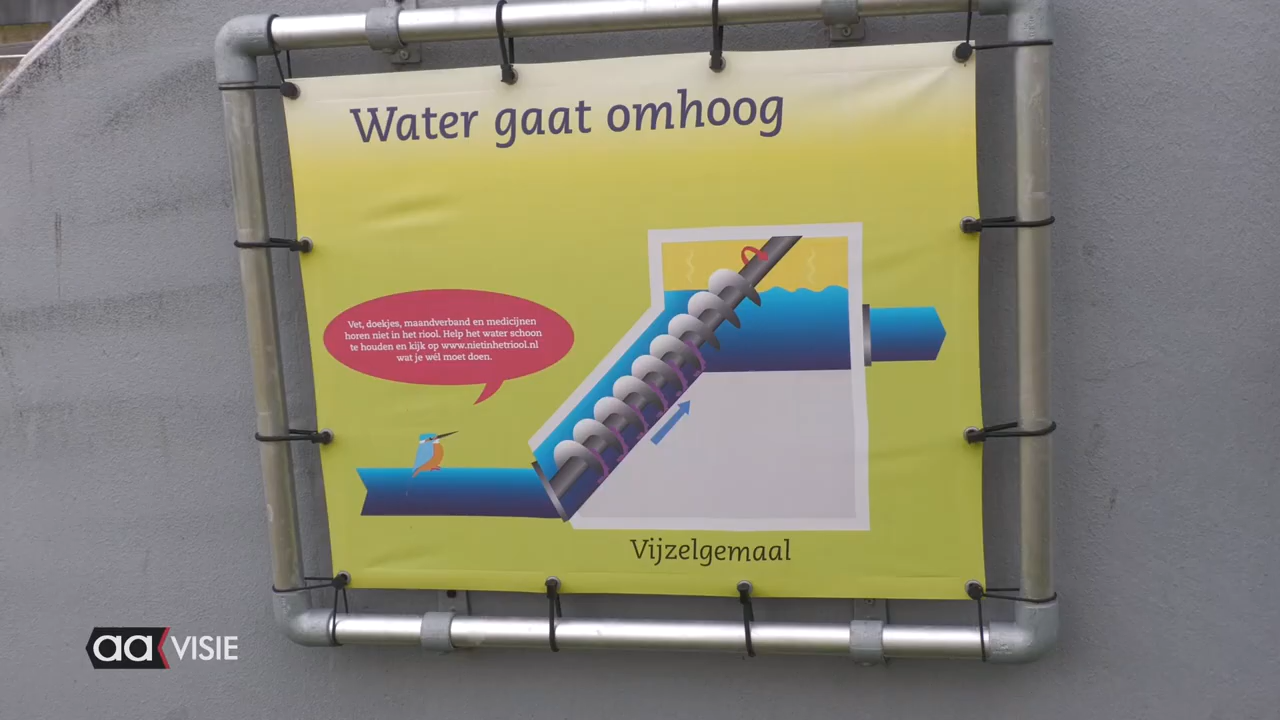 Water gaat omhoog
Vet, doekjes, maandverband en medicijnen
horen niet in het riool. Help het water schoon
te houden en kijk op www.nietinhetriool.nl
wat je wél moet doen.
Vijzelgemaal
aa VISIE